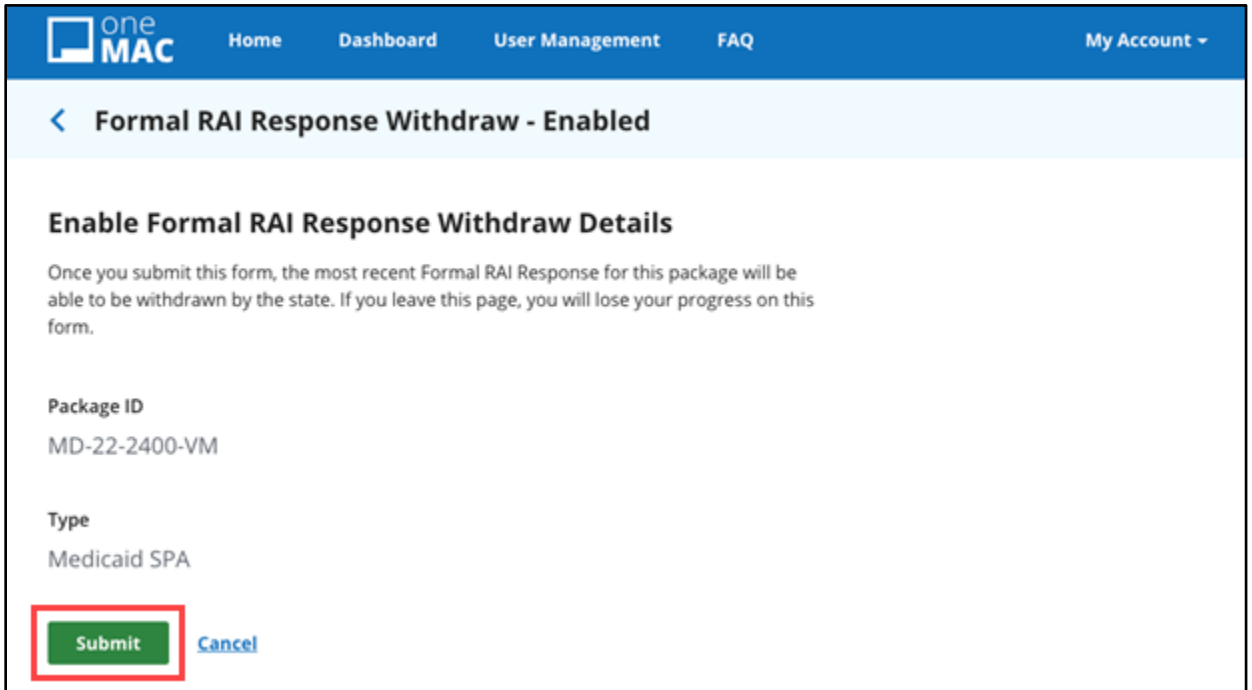 one
MAC
Home Dashboard User Management FAQ My Account
Formal RAI Response Withdraw - Enabled
Enable Formal RAI Response Withdraw Details
Once you submit this form, the most recent Formal RAI Response for this package will be
able to be withdrawn by the state. If you leave this page, you will lose your progress on this
form.
Package ID
MD-22-2400-VM
Type
Medicaid SPA
Submit Cancel